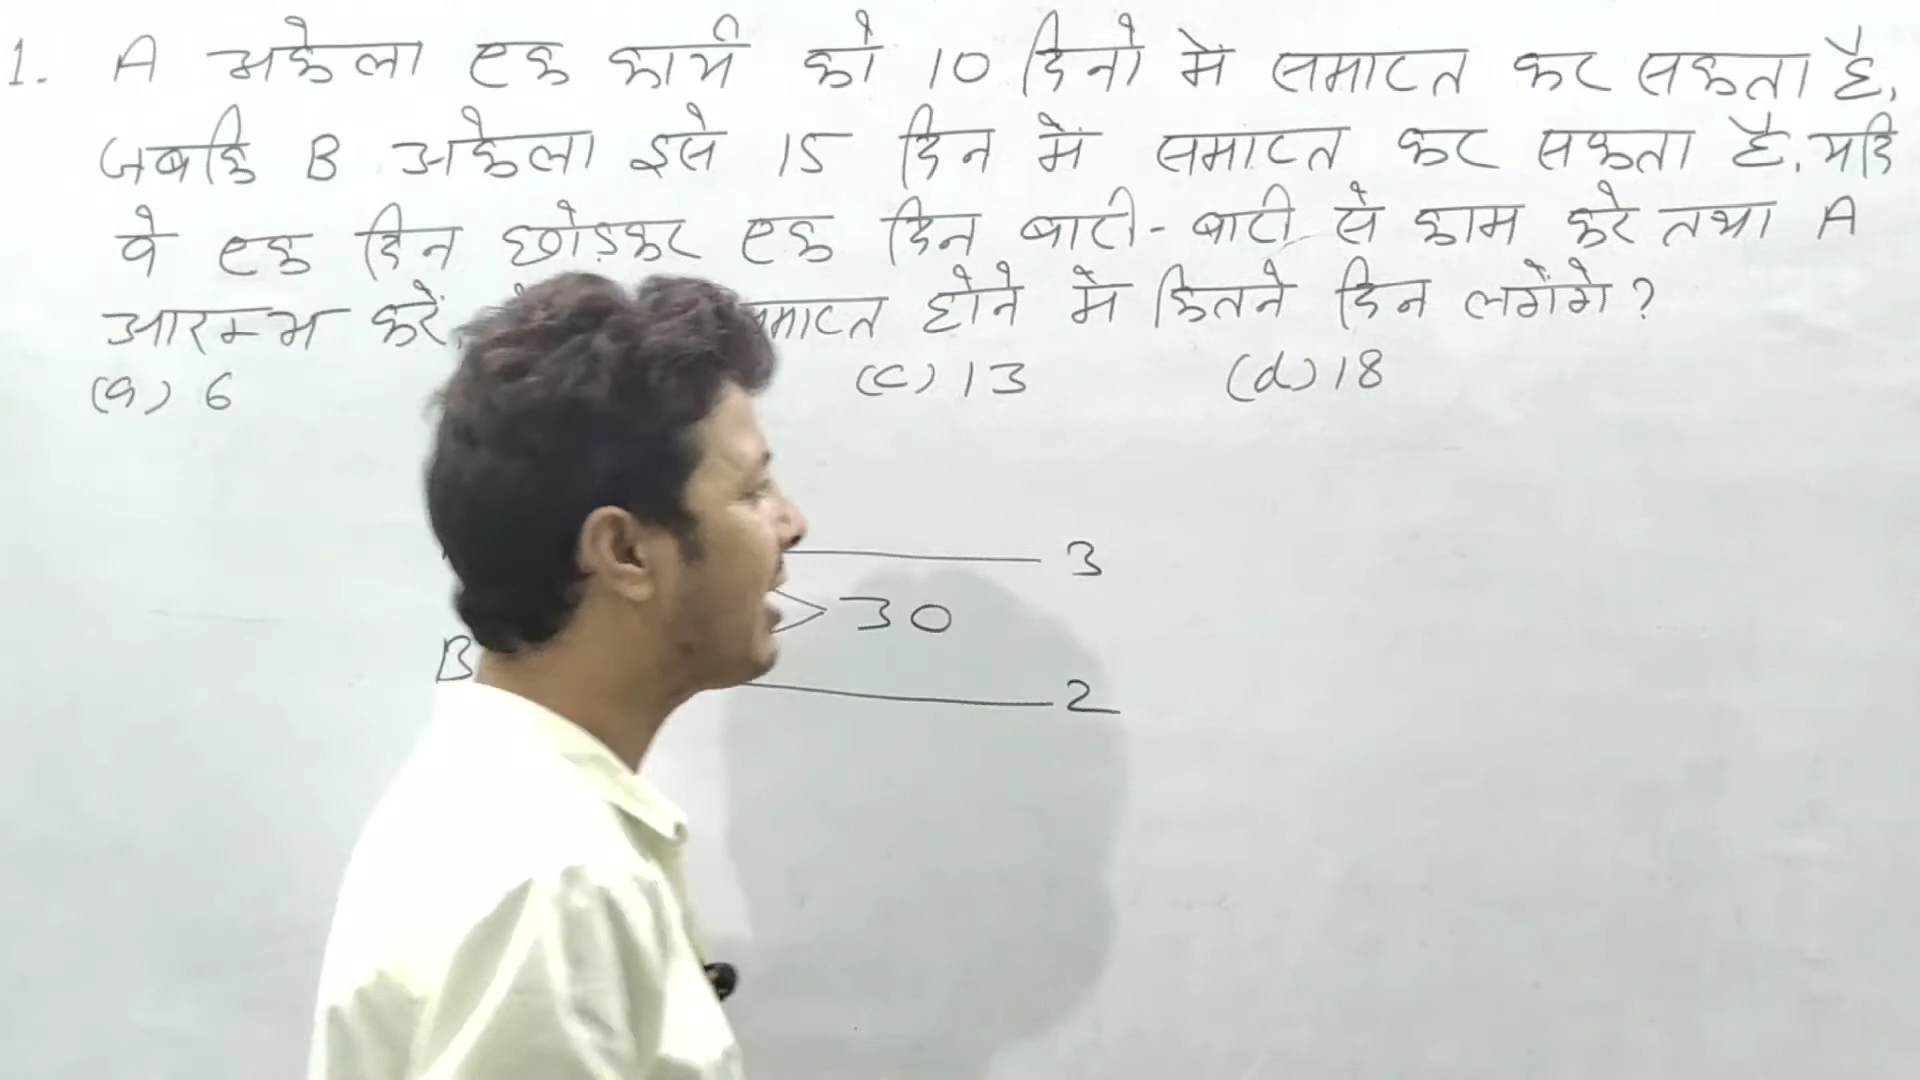 1. A अकेला एक कार्य को 10 दिनो में समाप्त कर सकता है,
जबकि B अकेला इसे 15 दिन में समाप्त कर सकता है. यदि
वे एक दिन छोड़कर एक दिन बारी-बारी से काम करे तथा A
आरम्भ करें, होने में कितने दिन लगेंगे?
(a) 6 (c) 13 (d) 18
3
30
B
2